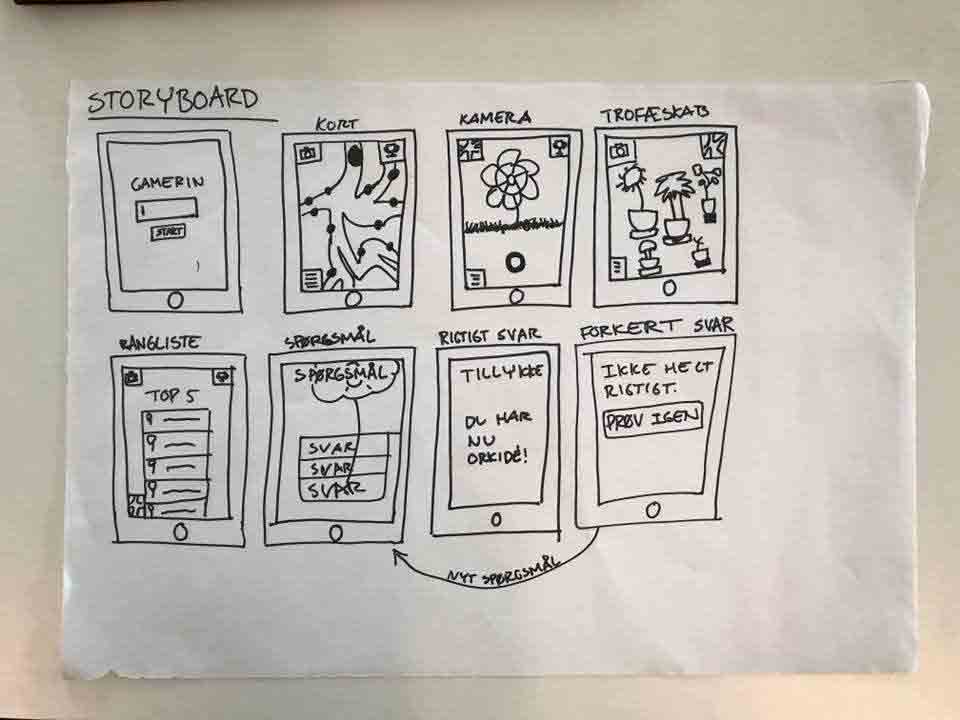 STORYBOARD
GAMERIN
START
KORT
KAMERA
TROFÆSKAB
RANGLISTE
TOP 5
SPØRGSMÅL
SPØRGSMÅL
SVAR
SVAR
SVAR
RIGTIGT SVAR
TILLYKKE
DU HAR
NU
ORKIDÉ!
FORKERT SVAR
IKKE HELT
RIGTIGT.
PRØV IGEN
NYT SPØRGSMÅL